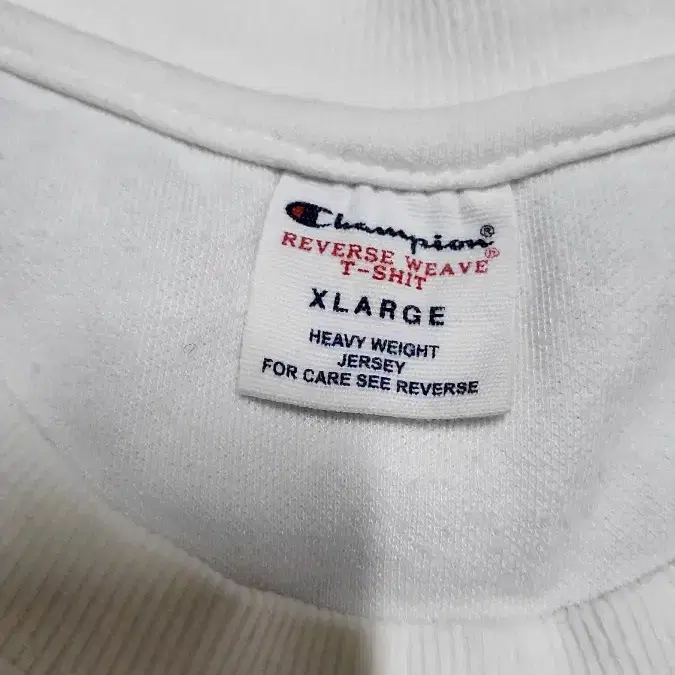 Champion®
REVERSE WEAVE®
T-SHIT
XLARGE
HEAVY WEIGHT
JERSEY
FOR CARE SEE REVERSE